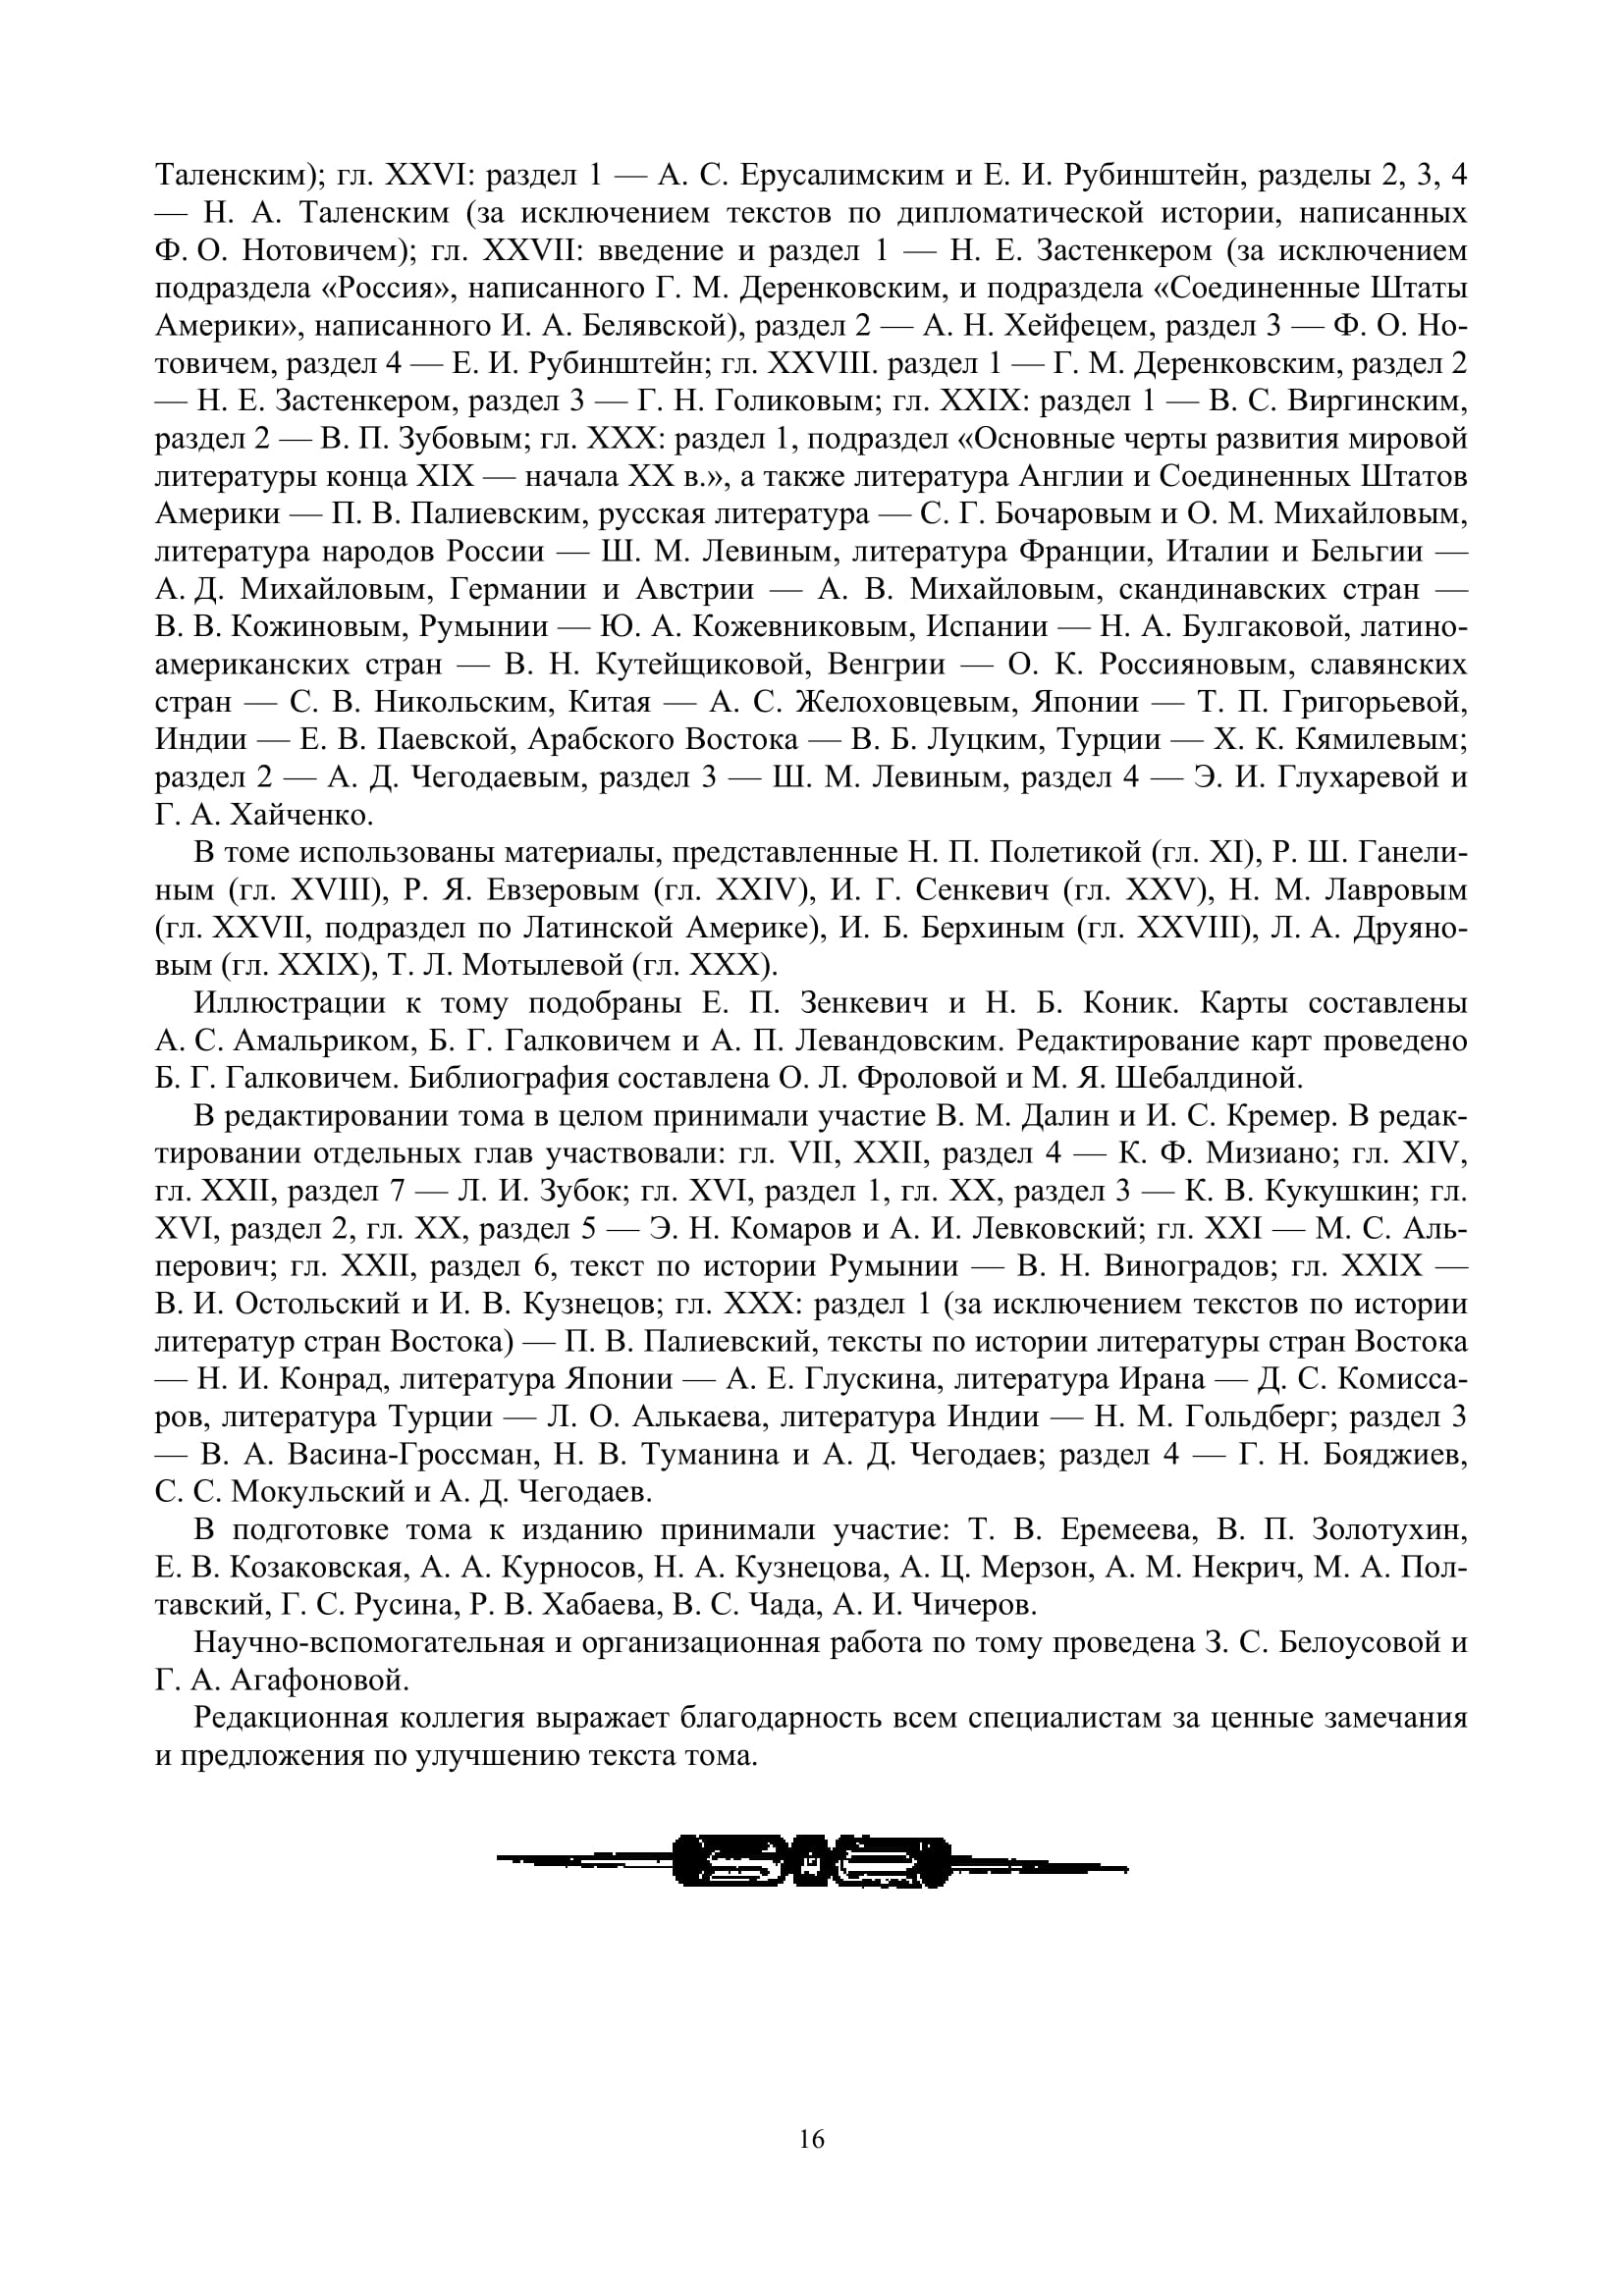 Таленским); гл. XXVI: раздел 1 — А. С. Ерусалимским и Е. И. Рубинштейн, разделы 2, 3, 4
— Н. А. Таленским (за исключением текстов по дипломатической истории, написанных
Ф. О. Нотовичем); гл. XXVII: введение и раздел 1 — Н. Е. Застенкером (за исключением
подраздела «Россия», написанного Г. М. Деренковским, и подраздела «Соединенные Штаты
Америки», написанного И. А. Белявской), раздел 2 — А. Н. Хейфецем, раздел 3 — Ф. О. Но-
товичем, раздел 4 — Е. И. Рубинштейн; гл. XXVIII. раздел 1 — Г. М. Деренковским, раздел 2
— Н. Е. Застенкером, раздел 3 — Г. Н. Голиковым; гл. XXIX: раздел 1 — В. С. Виргинским,
раздел 2 — В. П. Зубовым; гл. XXX: раздел 1, подраздел «Основные черты развития мировой
литературы конца XIX — начала XX в.», а также литература Англии и Соединенных Штатов
Америки — П. В. Палиевским, русская литература — С. Г. Бочаровым и О. М. Михайловым,
литература народов России — Ш. М. Левиным, литература Франции, Италии и Бельгии —
А. Д. Михайловым, Германии и Австрии — А. В. Михайловым, скандинавских стран —
В. В. Кожиновым, Румынии — Ю. А. Кожевниковым, Испании — Н. А. Булгаковой, латино-
американских стран — В. Н. Кутейщиковой, Венгрии — О. К. Россияновым, славянских
стран — С. В. Никольским, Китая — А. С. Желоховцевым, Японии — Т. П. Григорьевой,
Индии — Е. В. Паевской, Арабского Востока — В. Б. Луцким, Турции — Х. К. Кямилевым;
раздел 2 — А. Д. Чегодаевым, раздел 3 — Ш. М. Левиным, раздел 4 — Э. И. Глухаревой и
Г. А. Хайченко.
В томе использованы материалы, представленные Н. П. Полетикой (гл. XI), Р. Ш. Ганели-
ным (гл. XVIII), Р. Я. Евзеровым (гл. XXIV), И. Г. Сенкевич (гл. XXV), Н. М. Лавровым
(гл. XXVII, подраздел по Латинской Америке), И. Б. Берхиным (гл. XXVIII), Л. А. Друяно-
вым (гл. XXIX), Т. Л. Мотылевой (гл. XXX).
Иллюстрации к тому подобраны Е. П. Зенкевич и Н. Б. Коник. Карты составлены
А. С. Амальриком, Б. Г. Галковичем и А. П. Левандовским. Редактирование карт проведено
Б. Г. Галковичем. Библиография составлена О. Л. Фроловой и М. Я. Шебалдиной.
В редактировании тома в целом принимали участие В. М. Далин и И. С. Кремер. В редак-
тировании отдельных глав участвовали: гл. VII, XXII, раздел 4 — К. Ф. Мизиано; гл. XIV,
гл. XXII, раздел 7 — Л. И. Зубок; гл. XVI, раздел 1, гл. XX, раздел 3 — К. В. Кукушкин; гл.
XVI, раздел 2, гл. XX, раздел 5 — Э. Н. Комаров и А. И. Левковский; гл. XXI — М. С. Аль-
перович; гл. XXII, раздел 6, текст по истории Румынии — В. Н. Виноградов; гл. XXIX —
В. И. Остольский и И. В. Кузнецов; гл. XXX: раздел 1 (за исключением текстов по истории
литератур стран Востока) — П. В. Палиевский, тексты по истории литературы стран Востока
— Н. И. Конрад, литература Японии — А. Е. Глускина, литература Ирана — Д. С. Комисса-
ров, литература Турции — Л. О. Алькаева, литература Индии — Н. М. Гольдберг; раздел 3
— В. А. Васина-Гроссман, Н. В. Туманина и А. Д. Чегодаев; раздел 4 — Г. Н. Бояджиев,
С. С. Мокульский и А. Д. Чегодаев.
В подготовке тома к изданию принимали участие: Т. В. Еремеева, В. П. Золотухин,
Е. В. Козаковская, А. А. Курносов, Н. А. Кузнецова, А. Ц. Мерзон, А. М. Некрич, М. А. Пол-
тавский, Г. С. Русина, Р. В. Хабаева, В. С. Чада, А. И. Чичеров.
Научно-вспомогательная и организационная работа по тому проведена З. С. Белоусовой и
Г. А. Агафоновой.
Редакционная коллегия выражает благодарность всем специалистам за ценные замечания
и предложения по улучшению текста тома.
16